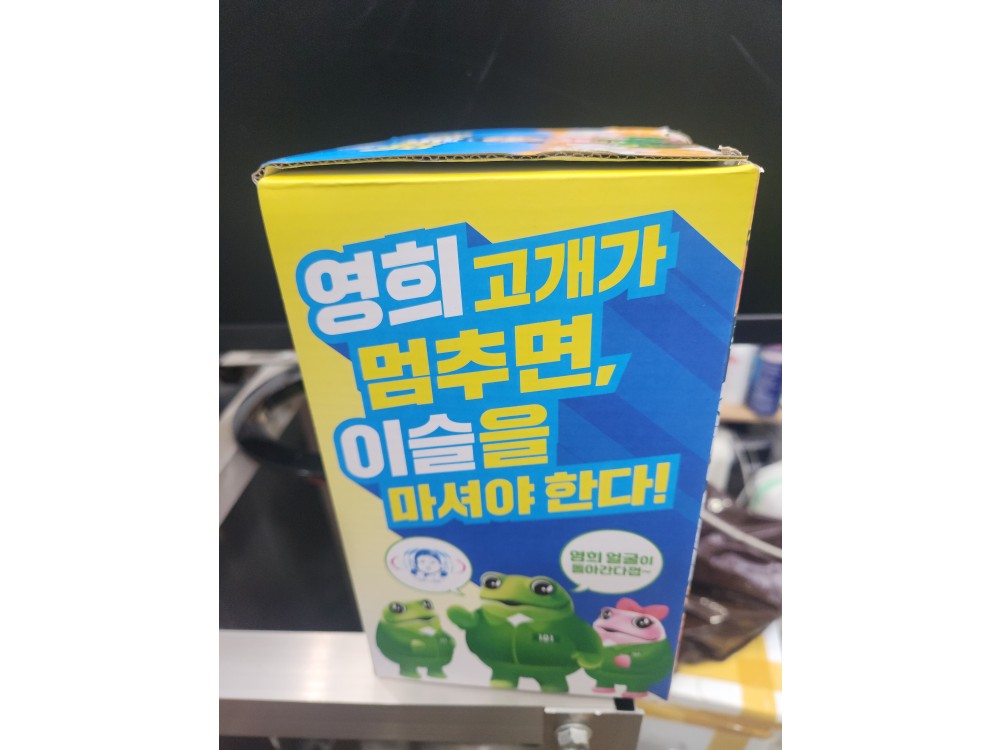 영희 고개가
멈추면,
이슬을
마셔야 한다!
영희 얼굴이
돌아간다껍~